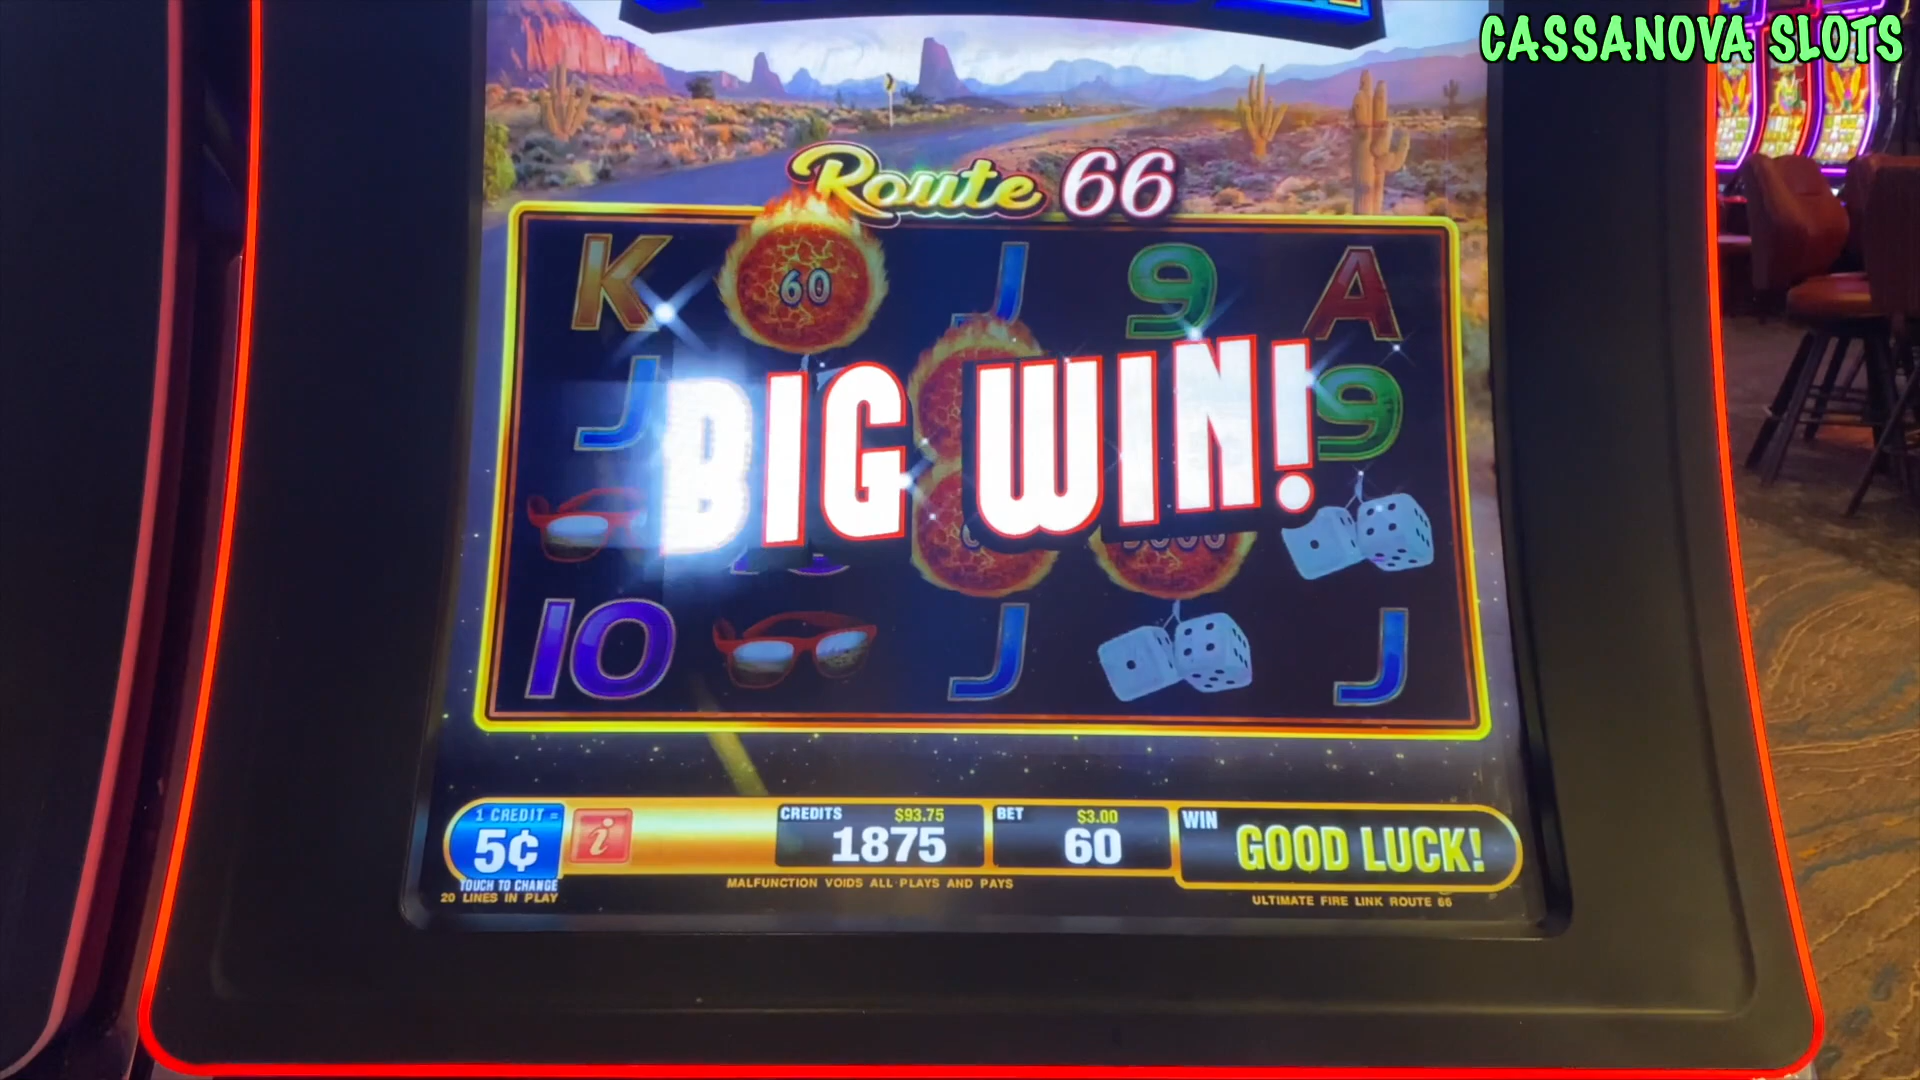 CASSANOVA SLOTS
Route 66
K 60 J 9 A
J 9
BIG WIN!
10 J J
1 CREDIT =
5¢
TOUCH TO CHANGE
20 LINES IN PLAY
i
CREDITS $93.75
1875
BET $3.00
60
WIN
GOOD LUCK!
MALFUNCTION VOIDS ALL PLAYS AND PAYS
ULTIMATE FIRE LINK ROUTE 66